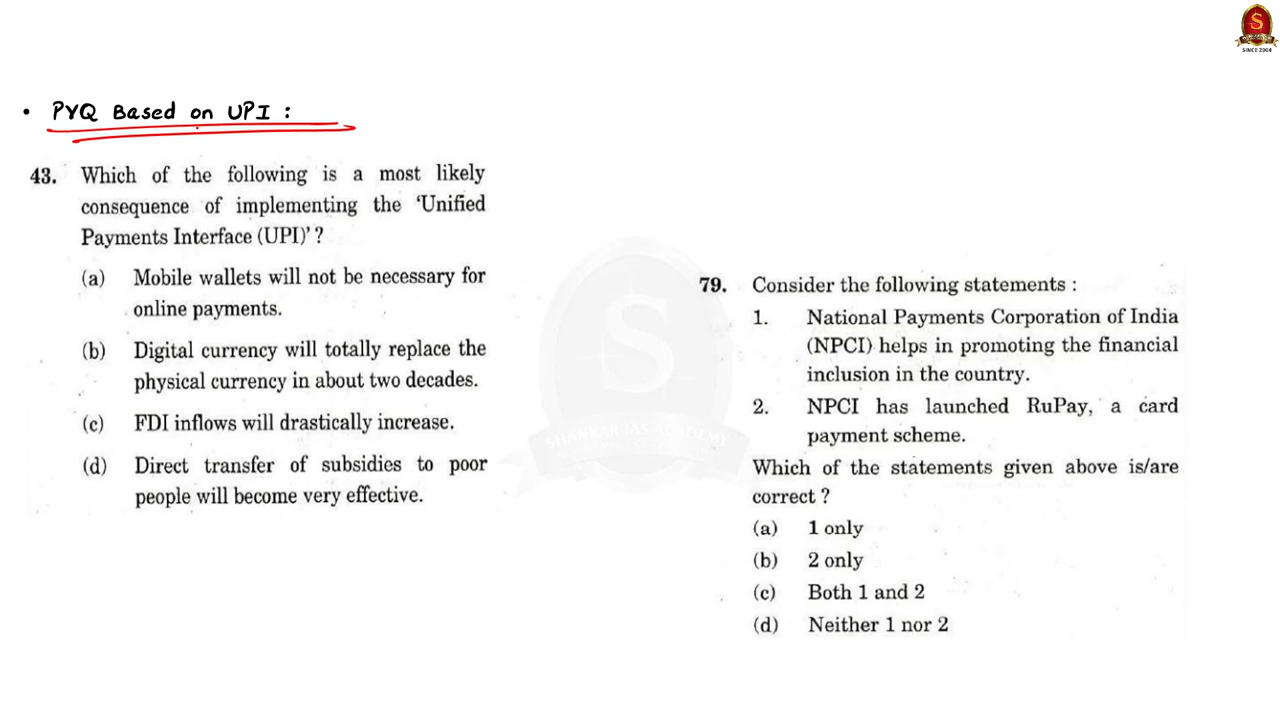 SINCE 2004
• PYQ Based on UPI :
43. Which of the following is a most likely
consequence of implementing the ‘Unified
Payments Interface (UPI)’ ?
(a) Mobile wallets will not be necessary for
online payments.
(b) Digital currency will totally replace the
physical currency in about two decades.
(c) FDI inflows will drastically increase.
(d) Direct transfer of subsidies to poor
people will become very effective.
SHANKAR IAS ACADEMY
79. Consider the following statements :
1. National Payments Corporation of India
(NPCI) helps in promoting the financial
inclusion in the country.
2. NPCI has launched RuPay, a card
payment scheme.
Which of the statements given above is/are
correct ?
(a) 1 only
(b) 2 only
(c) Both 1 and 2
(d) Neither 1 nor 2